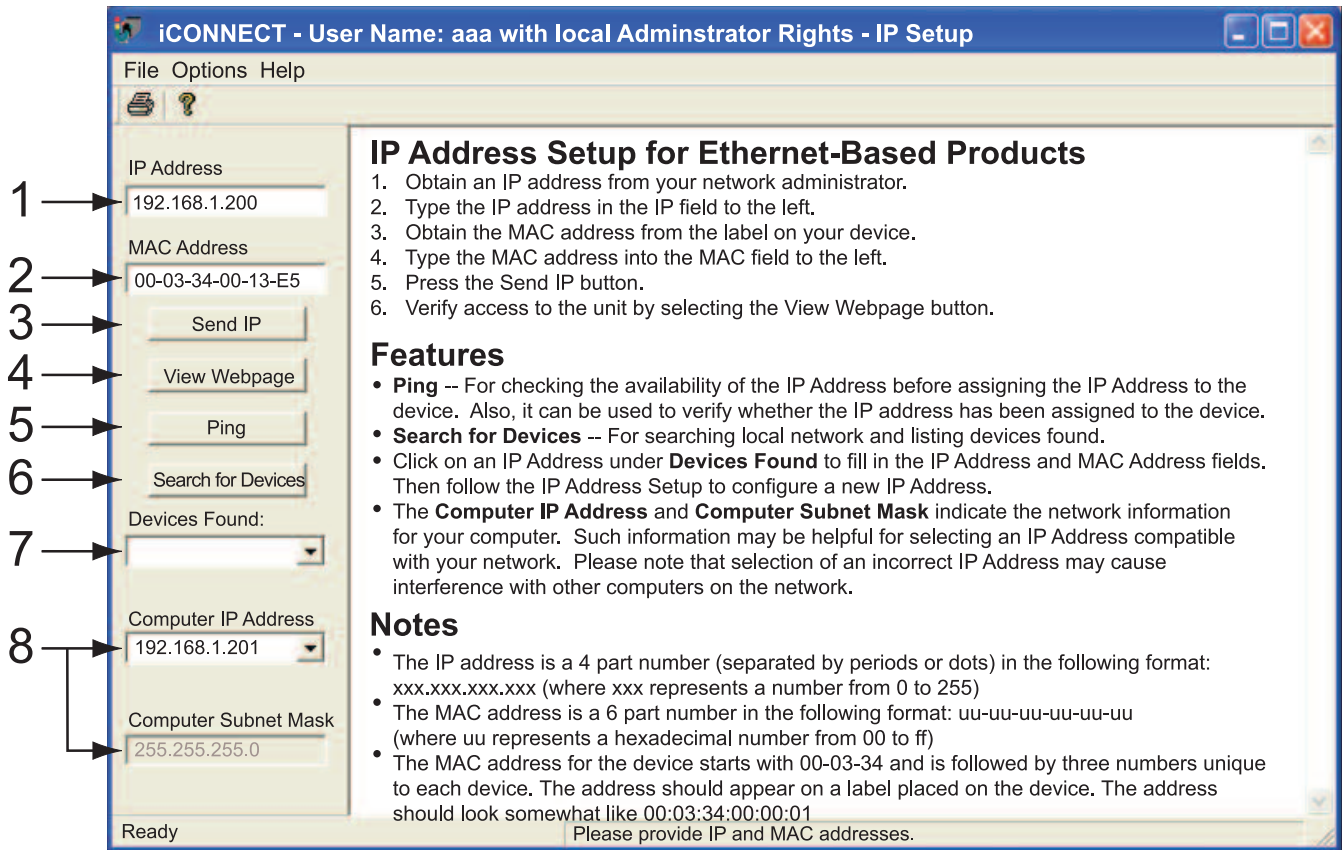 iCONNECT - User Name: aaa with local Adminstrator Rights - IP Setup
File Options Help
1
IP Address
192.168.1.200
2
MAC Address
00-03-34-00-13-E5
3
Send IP
4
View Webpage
5
Ping
6
Search for Devices
Devices Found:
7
8
Computer IP Address
192.168.1.201
Computer Subnet Mask
255.255.255.0
IP Address Setup for Ethernet-Based Products
1. Obtain an IP address from your network administrator.
2. Type the IP address in the IP field to the left.
3. Obtain the MAC address from the label on your device.
4. Type the MAC address into the MAC field to the left.
5. Press the Send IP button.
6. Verify access to the unit by selecting the View Webpage button.
Features
• Ping -- For checking the availability of the IP Address before assigning the IP Address to the
device. Also, it can be used to verify whether the IP address has been assigned to the device.
• Search for Devices -- For searching local network and listing devices found.
• Click on an IP Address under Devices Found to fill in the IP Address and MAC Address fields.
Then follow the IP Address Setup to configure a new IP Address.
• The Computer IP Address and Computer Subnet Mask indicate the network information
for your computer. Such information may be helpful for selecting an IP Address compatible
with your network. Please note that selection of an incorrect IP Address may cause
interference with other computers on the network.
Notes
• The IP address is a 4 part number (separated by periods or dots) in the following format:
xxx.xxx.xxx.xxx (where xxx represents a number from 0 to 255)
• The MAC address is a 6 part number in the following format: uu-uu-uu-uu-uu-uu
(where uu represents a hexadecimal number from 00 to ff)
• The MAC address for the device starts with 00-03-34 and is followed by three numbers unique
to each device. The address should appear on a label placed on the device. The address
should look somewhat like 00:03:34:00:00:01
Ready
Please provide IP and MAC addresses.